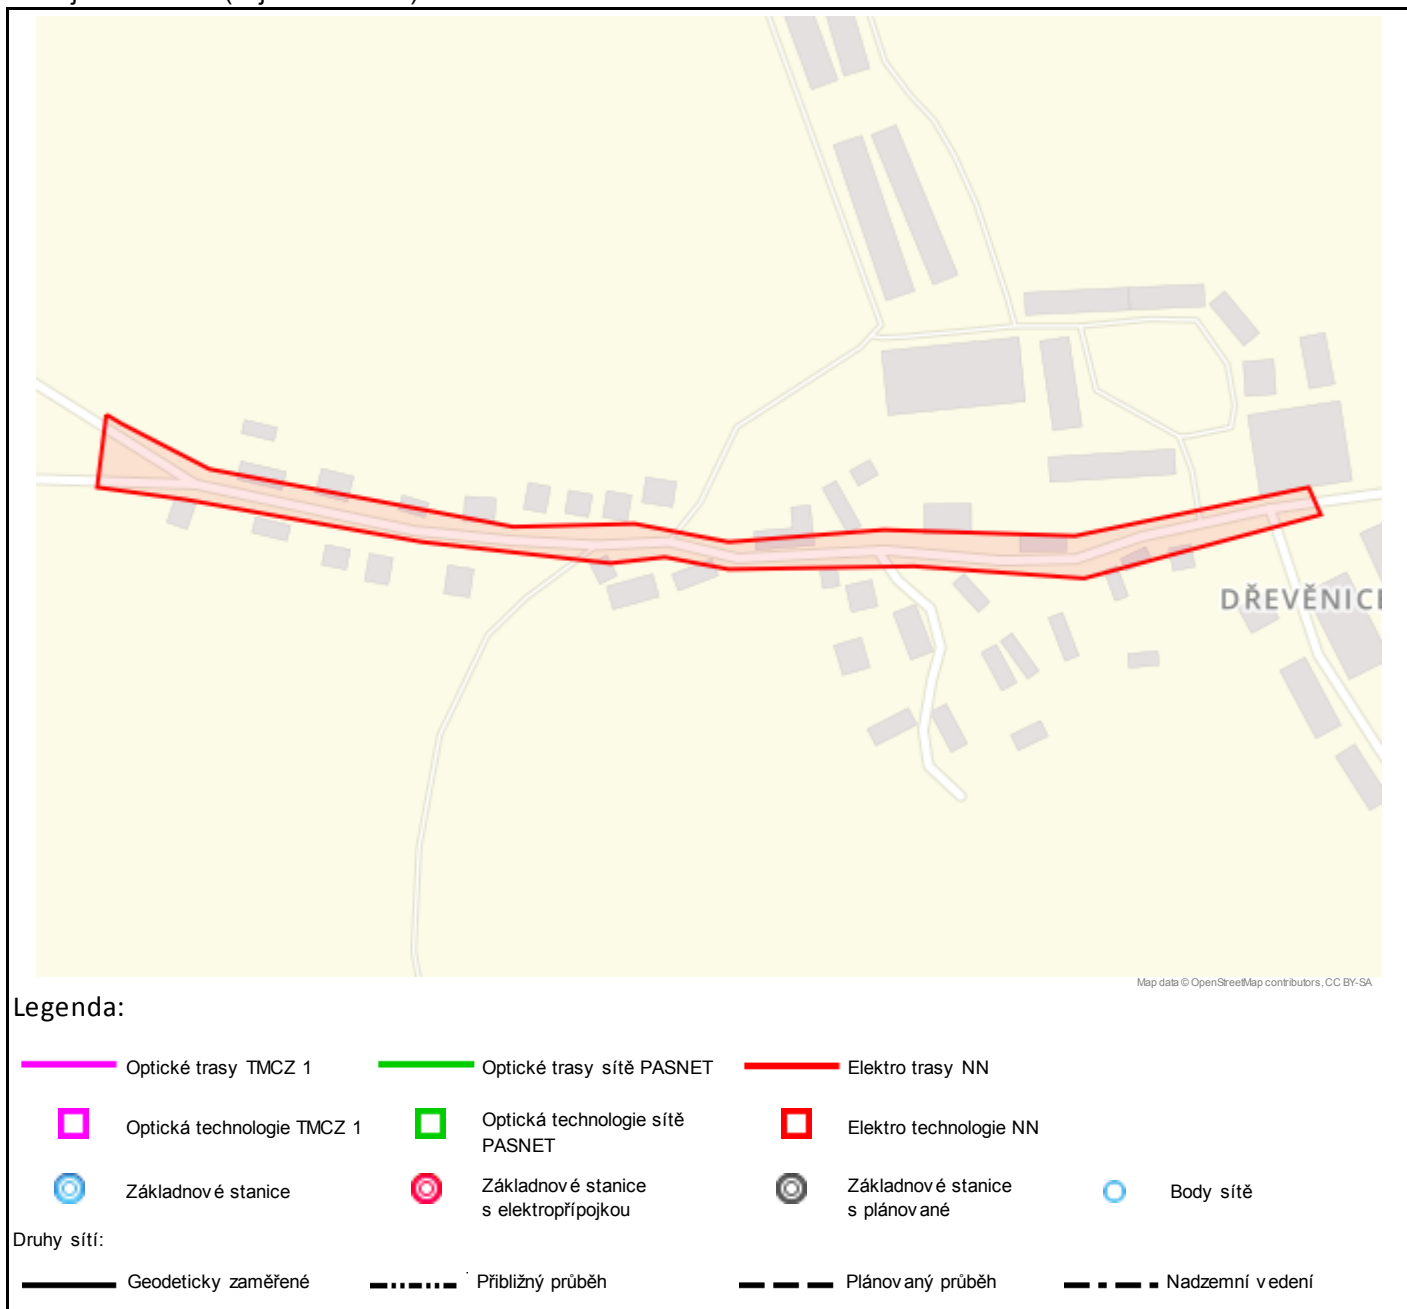 DŘEVĚNIC
Map data © OpenStreetMap contributors, CC BY-SA
Legenda:
Optické trasy TMCZ 1
Optické trasy sítě PASNET
Elektro trasy NN
Optická technologie TMCZ 1
Optická technologie sítě
PASNET
Elektro technologie NN
Základnové stanice
Základnové stanice
s elektropřípojkou
Základnové stanice
s plánované
Body sítě
Druhy sítí:
Geodeticky zaměřené
Přibližný průběh
Plánovaný průběh
Nadzemní vedení